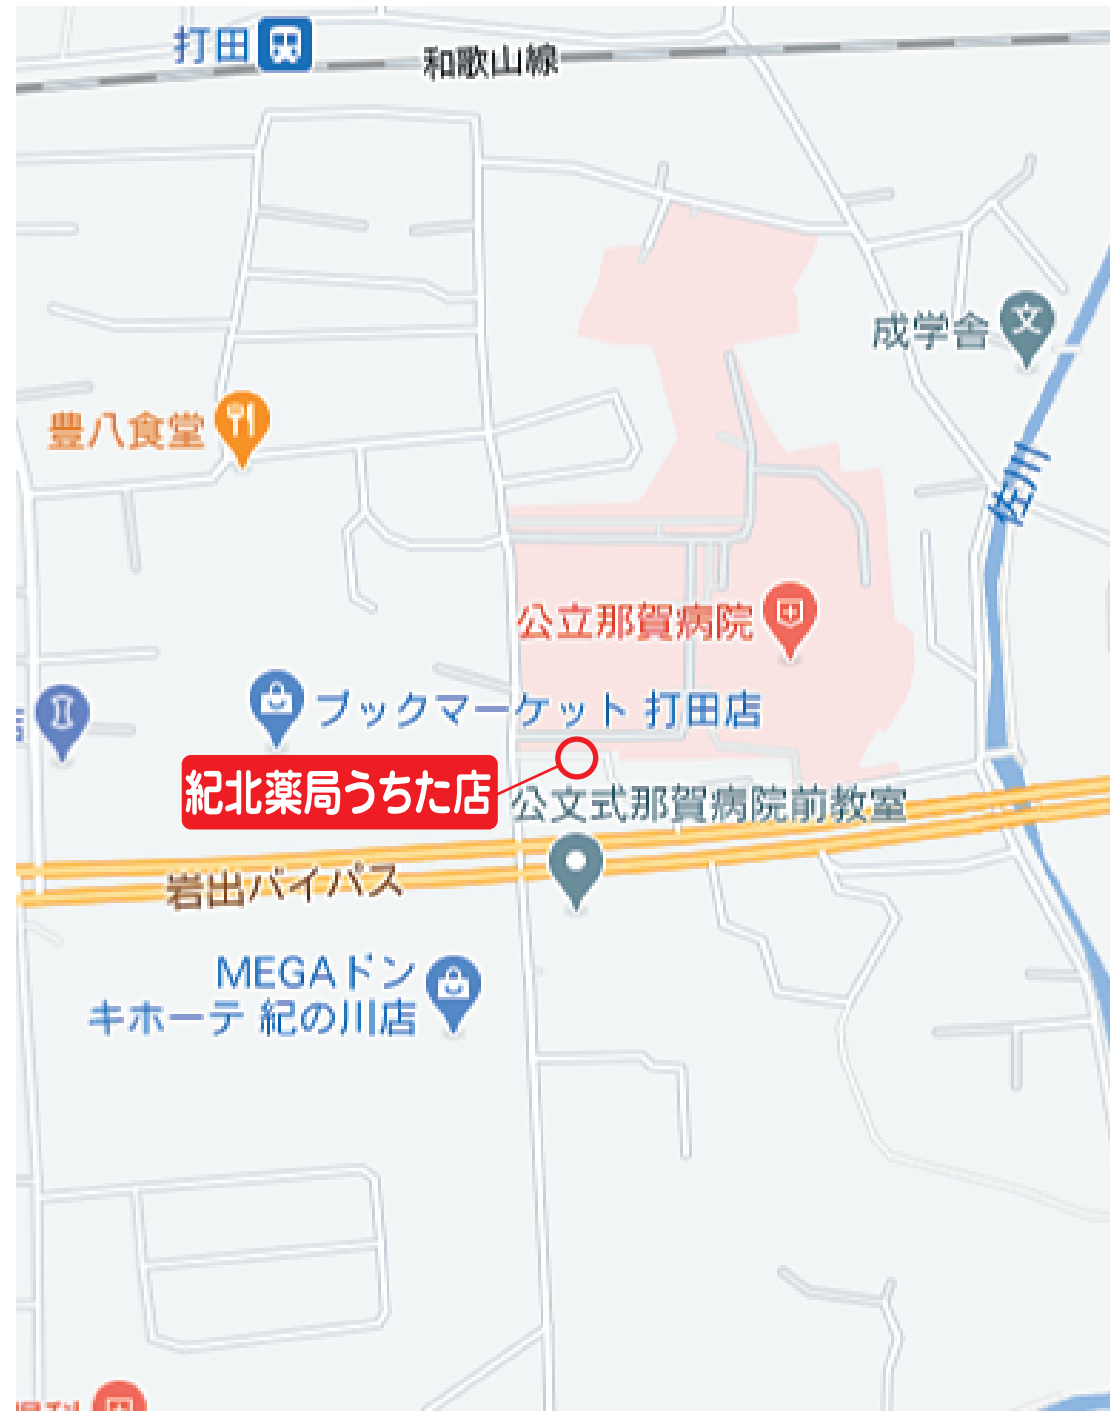 打田
和歌山線
成学舎
豊八食堂
佐川
公立那賀病院
ブックマーケット 打田店
紀北薬局うちた店
公文式那賀病院前教室
岩出バイパス
MEGAドン
キホーテ 紀の川店